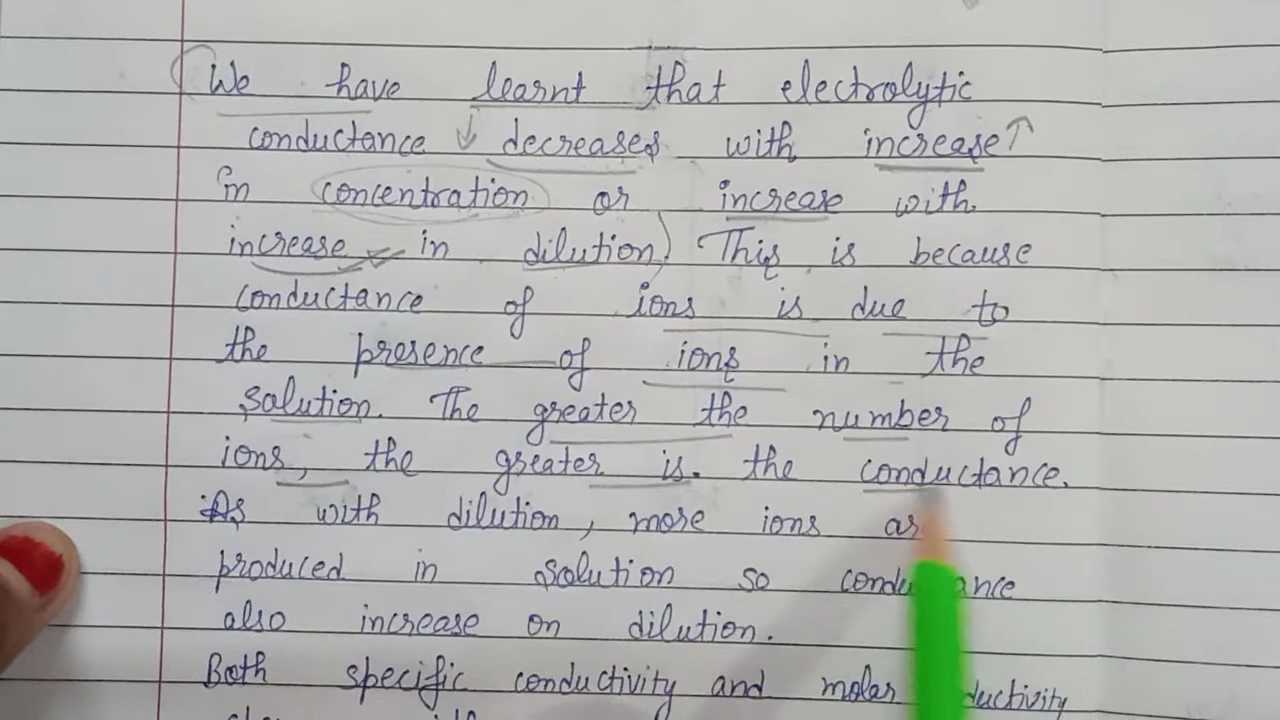 We have learnt that electrolytic
conductance ↓ decreases with increase ↑
in concentration or increase with
increase in dilution) This is because
conductance of ions is due to
the presence of ions in the
solution. The greater the number of
ions, the greater is. the conductance.
As with dilution, more ions
produced in solution so
also increase on dilution.
Both specific conductivity and molar